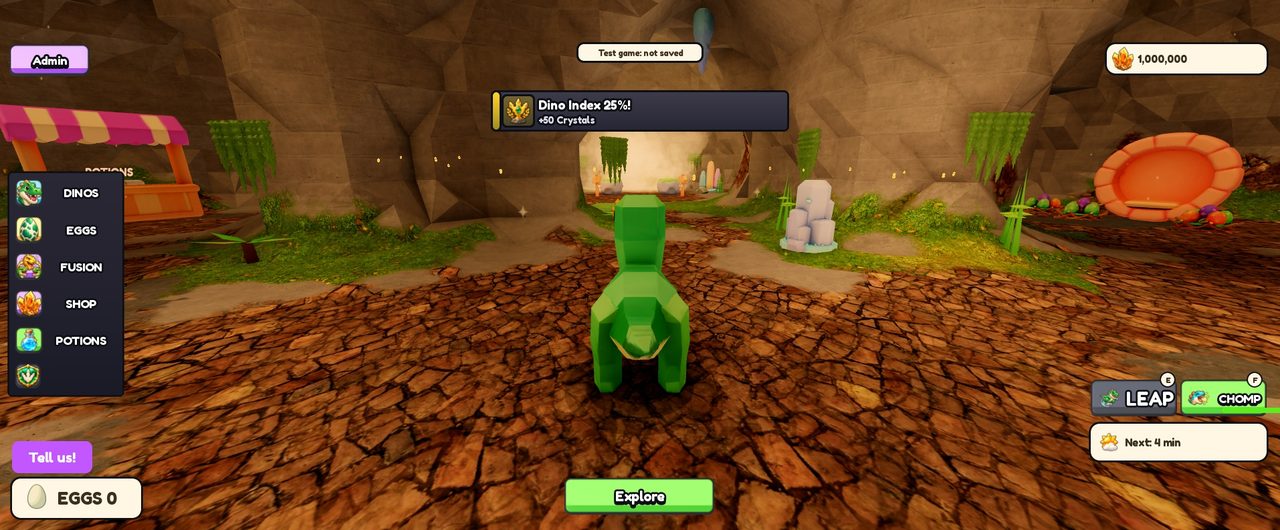 Admin
Test game: not saved
1,000,000
Dino Index 25%!
+50 Crystals
POTIONS
DINOS
EGGS
FUSION
SHOP
POTIONS
E
F
LEAP
CHOMP
Next: 4 min
Tell us!
EGGS 0
Explore